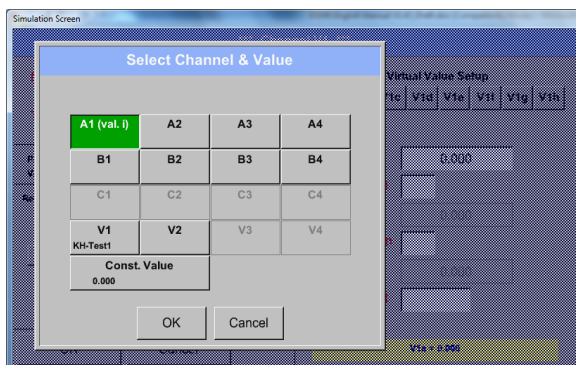 Simulation Screen
Select Channel & Value
Virtual Value Setup
V1c V1d V1e V1f V1g V1h
A1 (val. i) A2 A3 A4
0.000
B1 B2 B3 B4
C1 C2 C3 C4
0.000
V1 V2 V3 V4
KH-Test1
Const. Value
0.000
0.000
OK Cancel
OK Cancel
V1a = 0.000